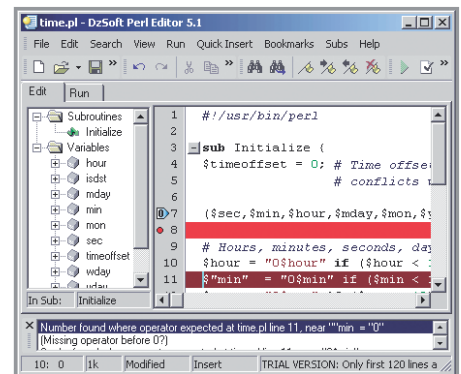 time.pl - DzSoft Perl Editor 5.1
File Edit Search View Run Quick Insert Bookmarks Subs Help
Edit Run
Subroutines
Initialize
Variables
hour
isdst
mday
min
mon
sec
timeoffset
wday
In Sub: Initialize
1 #!/usr/bin/perl
2
3 sub Initialize {
4 $timeoffset = 0; # Time offse
5 # conflicts
6
7 ($sec,$min,$hour,$mday,$mon,$y
8
9 # Hours, minutes, seconds, day
10 $hour = "0$hour" if ($hour <
11 $"min" = "0$min" if ($min <
Number found where operator expected at time.pl line 11, near ""min = "0"
(Missing operator before 0?)
10: 0 1k Modified Insert TRIAL VERSION: Only first 120 lines a